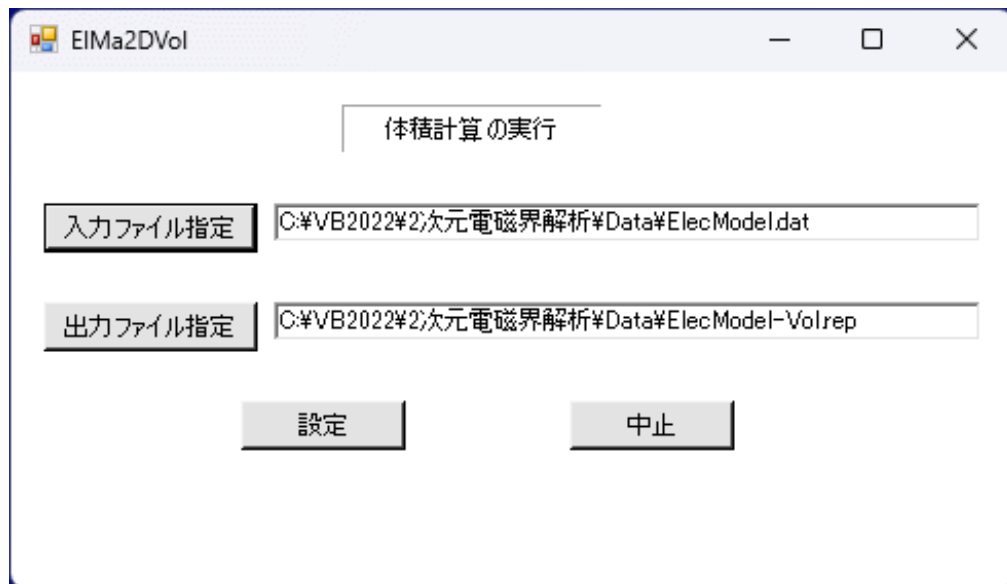 ElMa2DVol
体積計算の実行
入力ファイル指定 C:¥VB2022¥2次元電磁界解析¥Data¥ElecModel.dat
出力ファイル指定 C:¥VB2022¥2次元電磁界解析¥Data¥ElecModel-Vol.rep
設定 中止